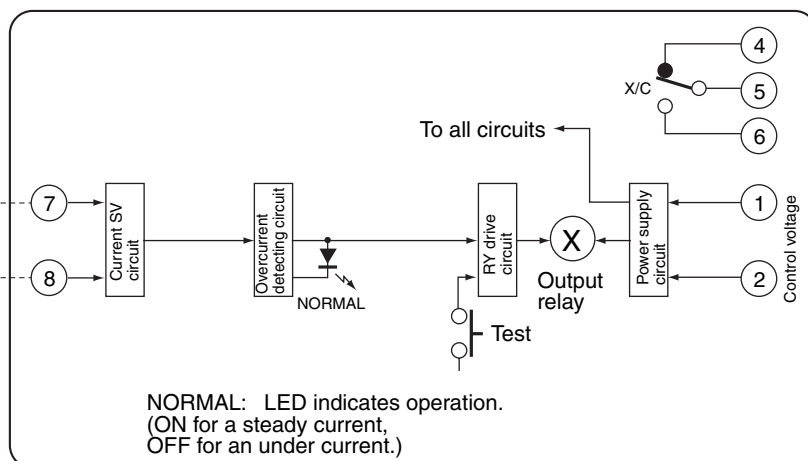 4
X/C
5
6
To all circuits
7
8
Current SV
circuit
Overcurrent
detecting circuit
NORMAL
RY drive
circuit
X
Output
relay
Test
Power supply
circuit
1
2
Control voltage
NORMAL: LED indicates operation.
(ON for a steady current,
OFF for an under current.)